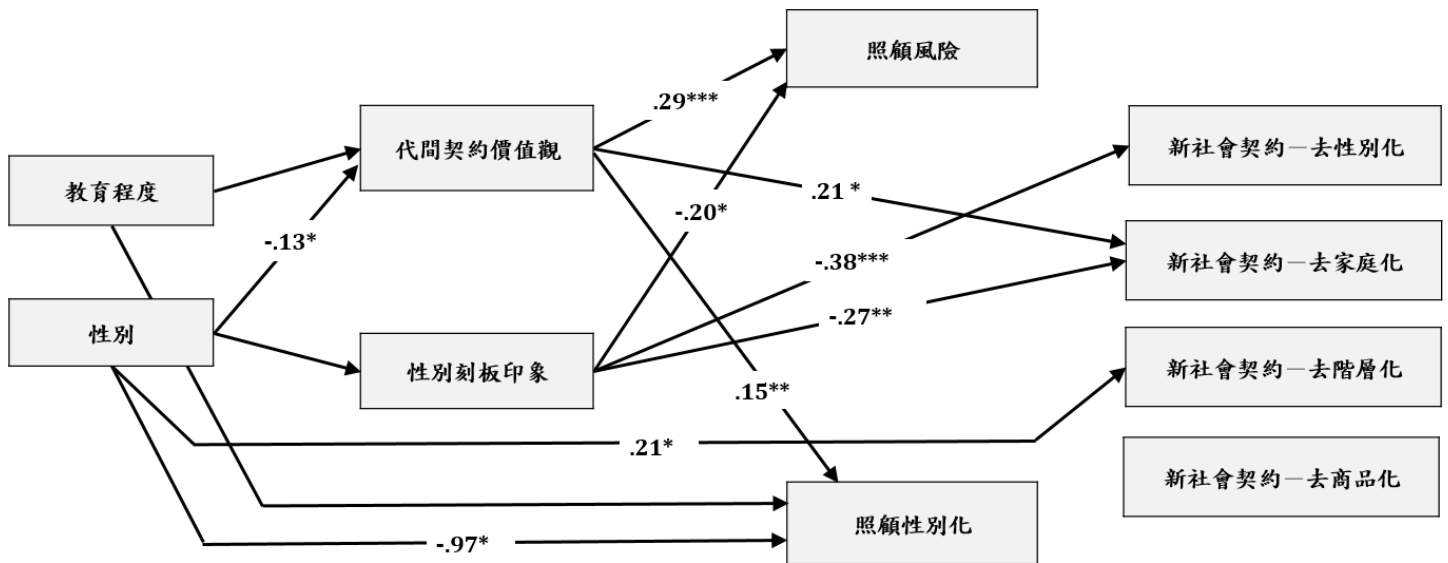 照顧風險
.29***
代間契約價值觀
新社會契約－去性別化
教育程度
.21 *
-.20*
-.13*
-.38***
新社會契約－去家庭化
性別
-.27**
性別刻板印象
新社會契約－去階層化
.15**
.21*
新社會契約－去商品化
照顧性別化
-.97*